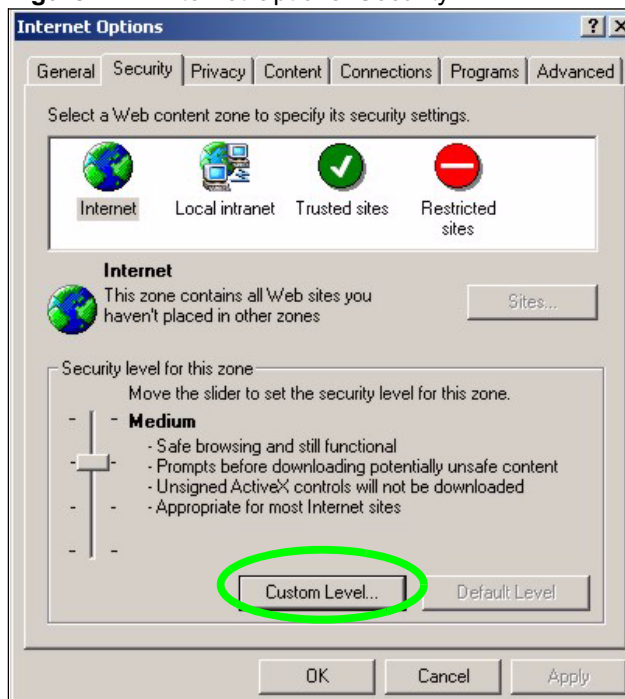 Internet Options
General Security Privacy Content Connections Programs Advanced
Select a Web content zone to specify its security settings.
Internet Local intranet Trusted sites Restricted sites
Internet
This zone contains all Web sites you
haven't placed in other zones
Sites...
Security level for this zone
Move the slider to set the security level for this zone.
Medium
- Safe browsing and still functional
- Prompts before downloading potentially unsafe content
- Unsigned ActiveX controls will not be downloaded
- Appropriate for most Internet sites
Custom Level... Default Level
OK Cancel Apply